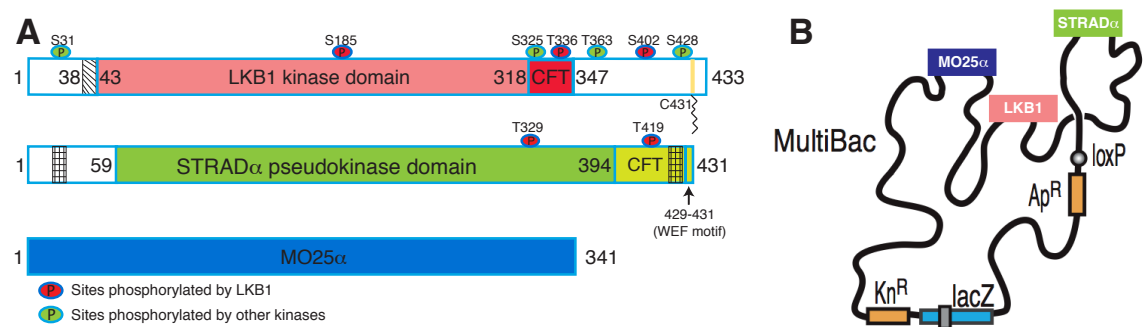 A
S31 S185 S325 T336 T363 S402 S428
P P P P P P P
1 38 43 LKB1 kinase domain 318 CFT 347 433
C431
T329 T419
P P
1 59 STRADα pseudokinase domain 394 CFT 431
429-431
(WEF motif)
1 MO25α 341
P Sites phosphorylated by LKB1
P Sites phosphorylated by other kinases
B
STRADα
MO25α
LKB1
MultiBac
loxP
ApR
KnR lacZ